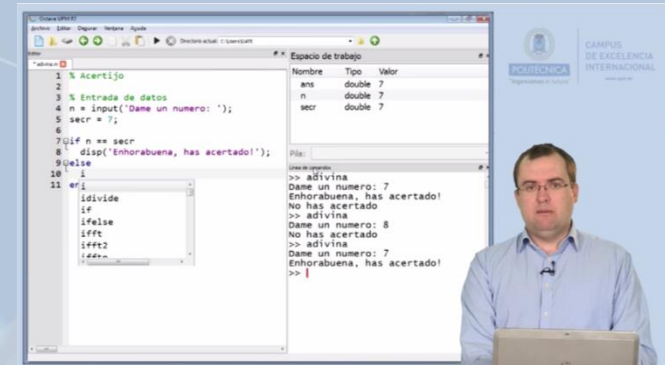 Octave UPM R2
Archivo Editar Depurar Ventana Ayuda
Directorio actual:
Editor
*adivina.m
1 % Acertijo
2
3 % Entrada de datos
4 n = input('Dame un numero: ');
5 secr = 7;
6
7 if n == secr
8 disp('Enhorabuena, has acertado!');
9 else
10 i
11 en
i
idivide
if
ifelse
ifft
ifft2
ifftn
Espacio de trabajo
Nombre Tipo Valor
ans double 7
n double 7
secr double 7
Pila:
Línea de comandos
>> adivina
Dame un numero: 7
Enhorabuena, has acertado!
No has acertado
>> adivina
Dame un numero: 8
No has acertado
>> adivina
Dame un numero: 7
Enhorabuena, has acertado!
>>
POLITÉCNICA
"Ingeniamos el futuro"
CAMPUS
DE EXCELENCIA
INTERNACIONAL